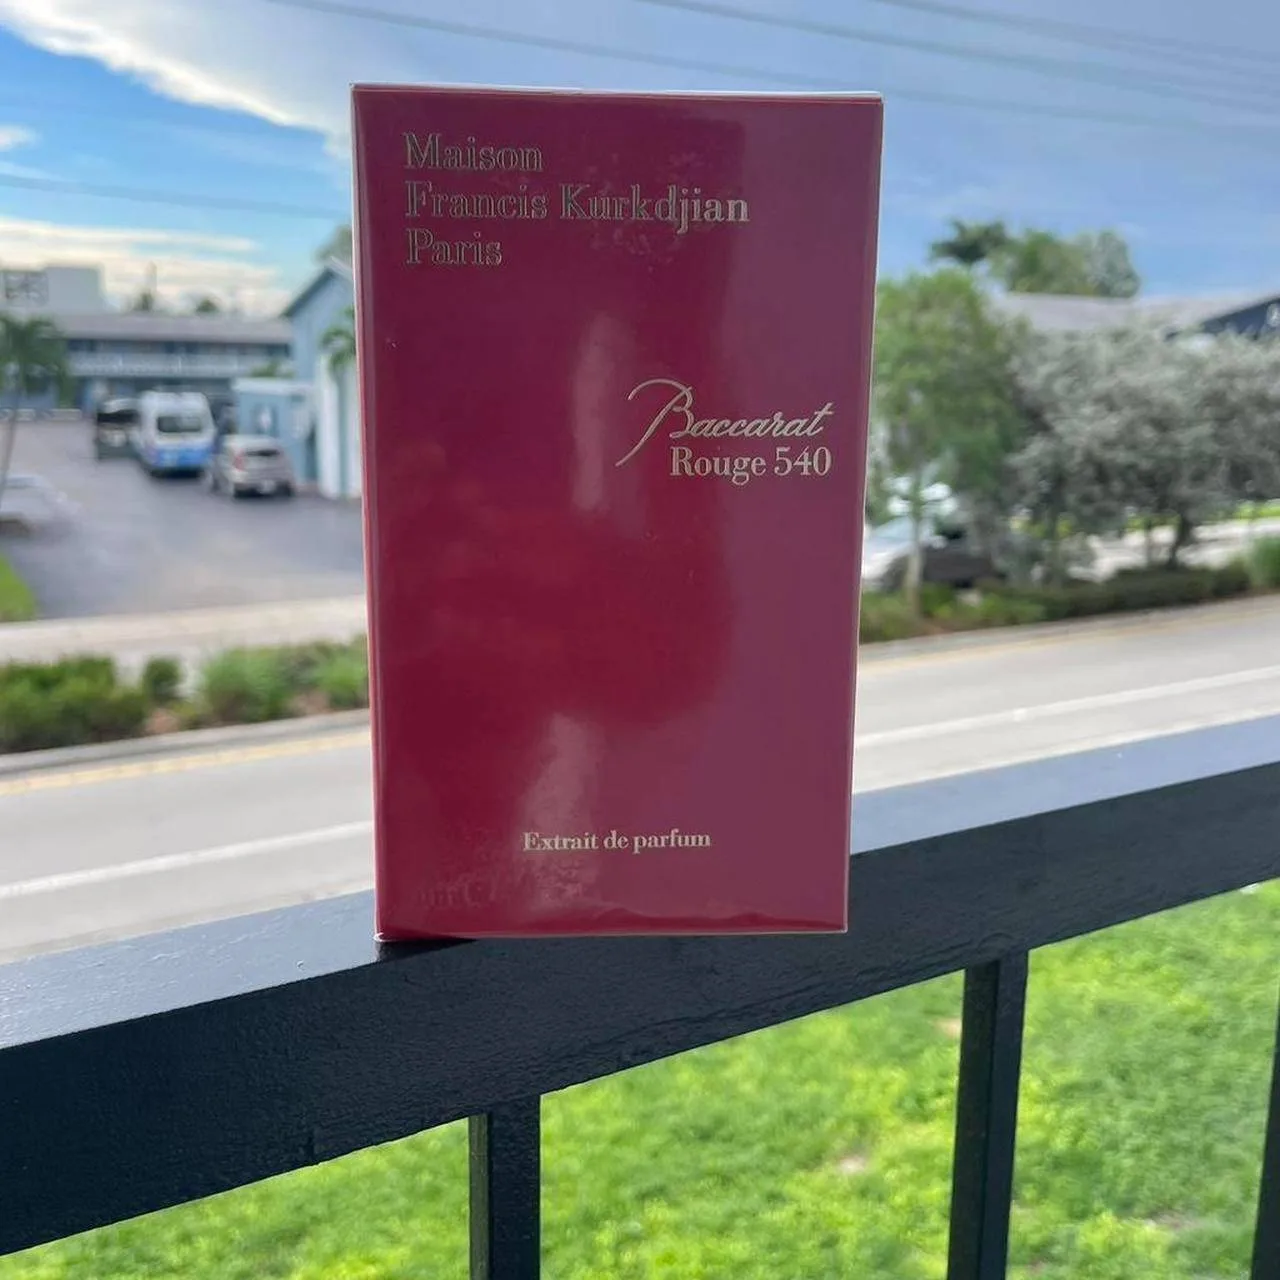 Maison
Francis Kurkdjian
Paris
Baccarat
Rouge 540
Extrait de parfum